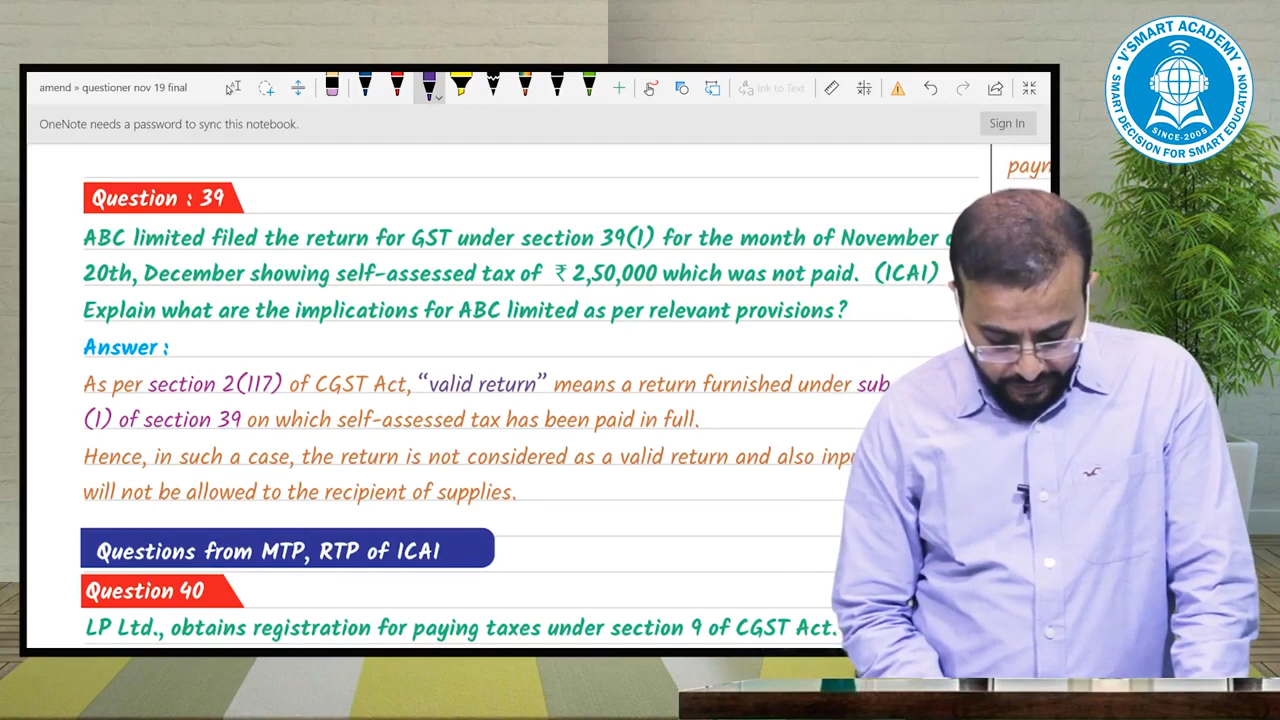 V'SMART ACADEMY
SMART DECISION FOR SMART EDUCATION
SINCE-2005
amend » questioner nov 19 final
Ink to Text
OneNote needs a password to sync this notebook.
Sign In
Question : 39
ABC limited filed the return for GST under section 39(1) for the month of November
20th, December showing self-assessed tax of ₹ 2,50,000 which was not paid. (ICAI)
Explain what are the implications for ABC limited as per relevant provisions?
Answer :
As per section 2(117) of CGST Act, “valid return” means a return furnished under sub
(1) of section 39 on which self-assessed tax has been paid in full.
Hence, in such a case, the return is not considered as a valid return and also
will not be allowed to the recipient of supplies.
Questions from MTP, RTP of ICAI
Question 40
LP Ltd., obtains registration for paying taxes under section 9 of CGST Act.